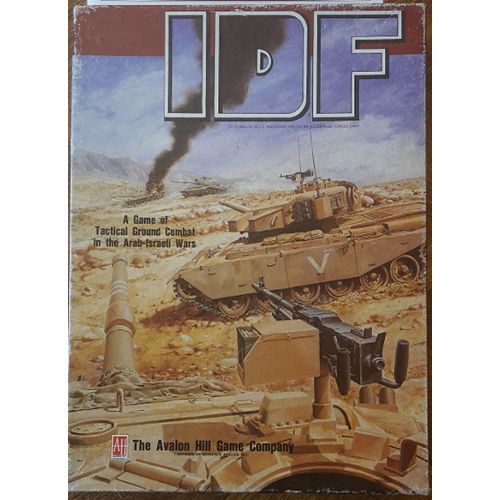 IDF
A Game of
Tactical Ground Combat
in the Arab-Israeli Wars
AH
The Avalon Hill Game Company